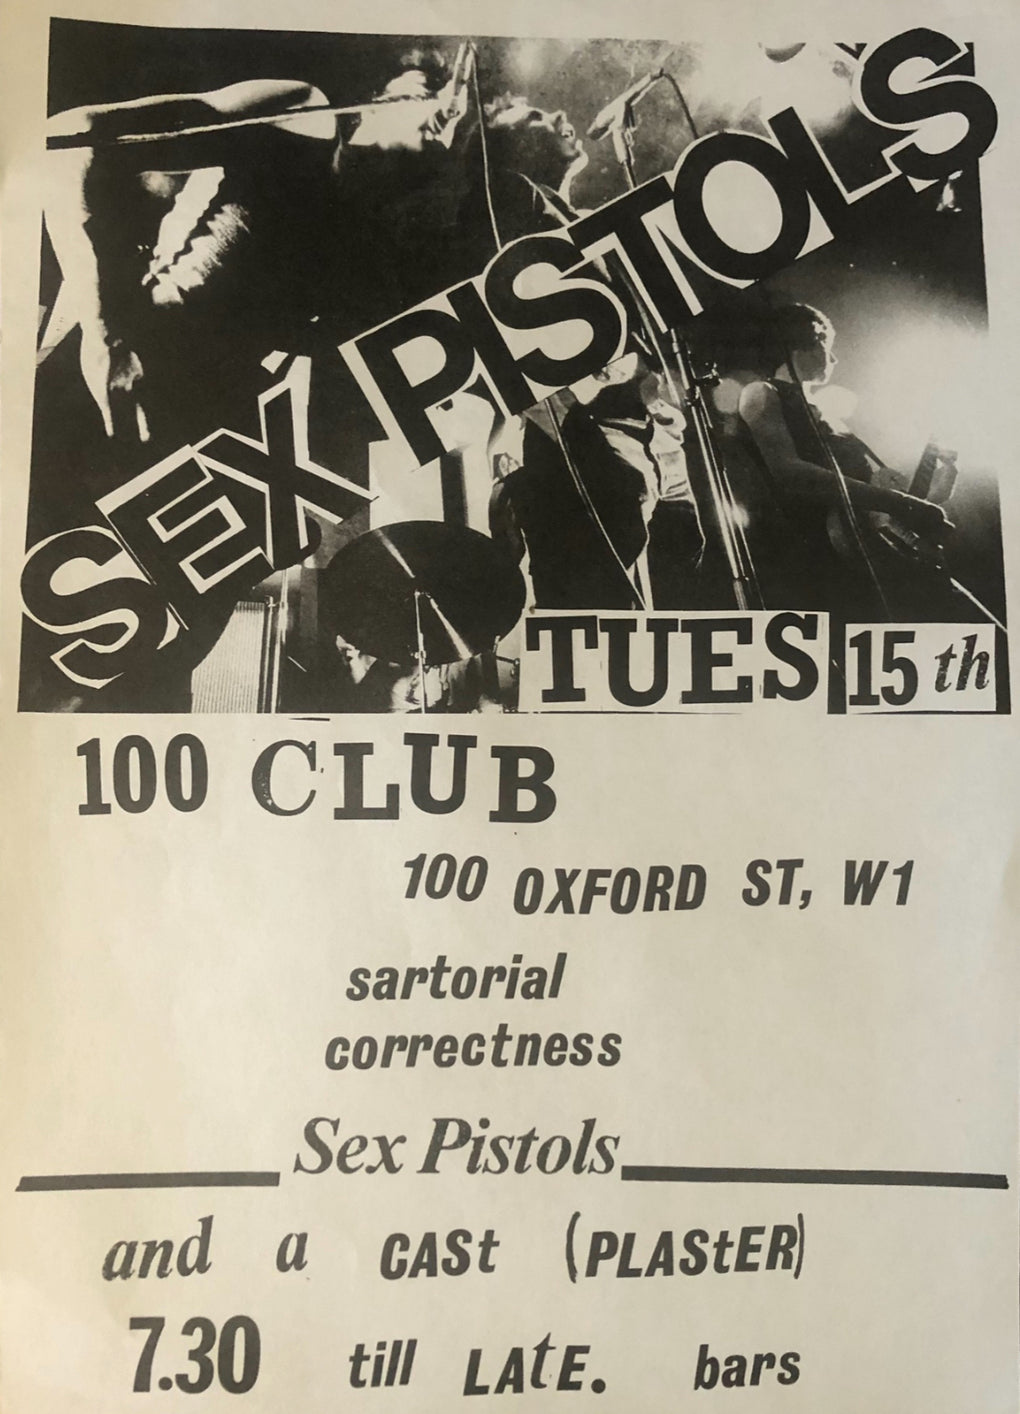 SEX PISTOLS
TUES 15th
100 CLUB
100 OXFORD ST, W1
sartorial
correctness
Sex Pistols
and a CASt (PLAStER)
7.30 till LAtE. bars